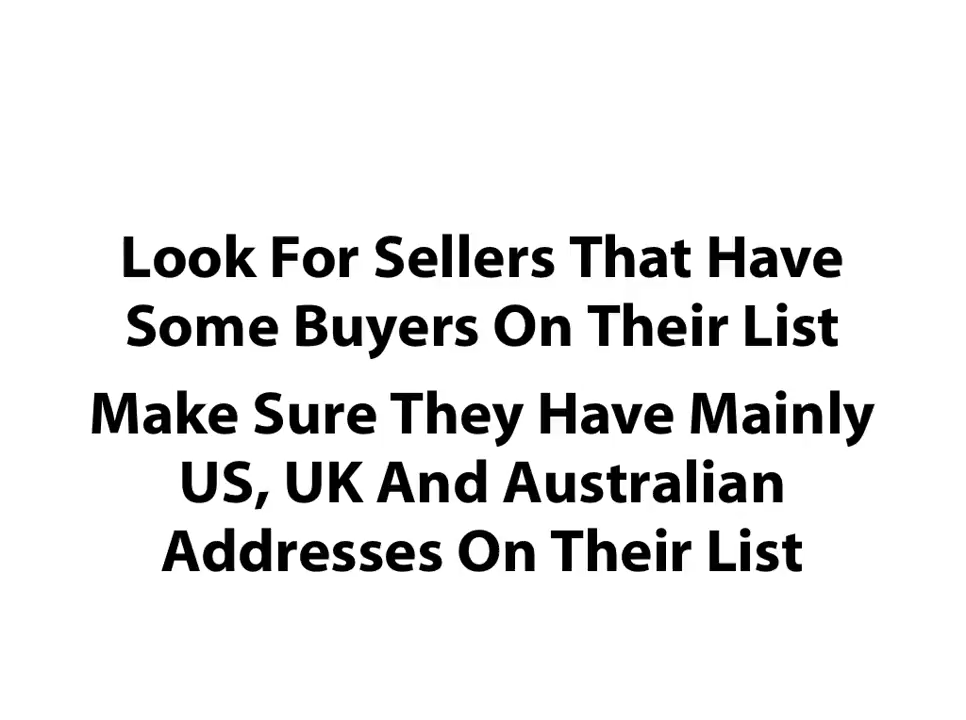 Look For Sellers That Have
Some Buyers On Their List
Make Sure They Have Mainly
US, UK And Australian
Addresses On Their List